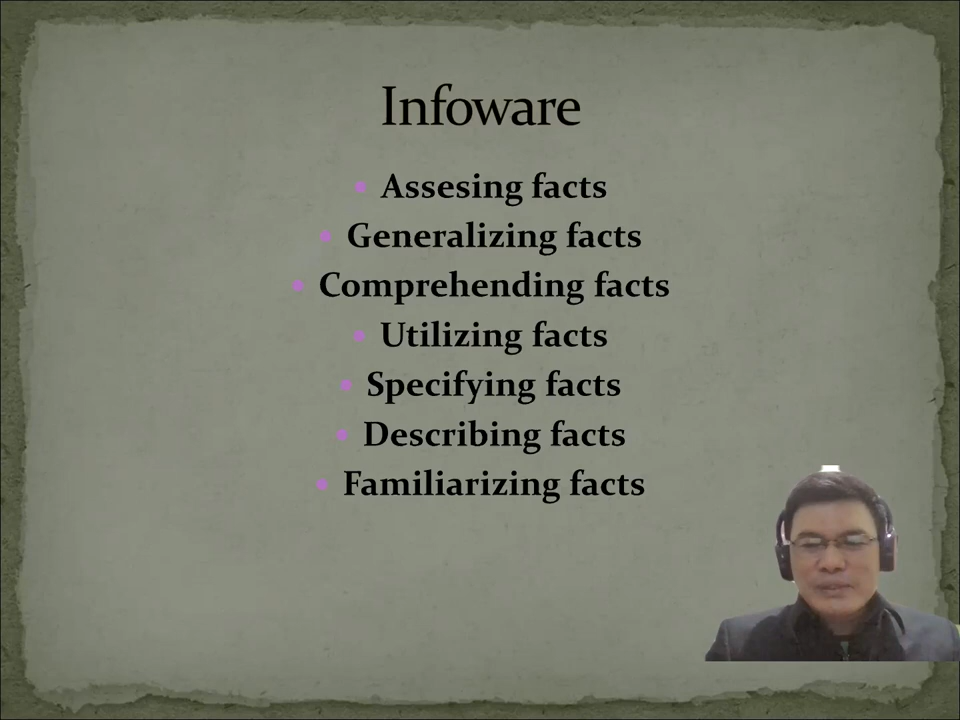 Infoware
Assesing facts
Generalizing facts
Comprehending facts
Utilizing facts
Specifying facts
Describing facts
Familiarizing facts